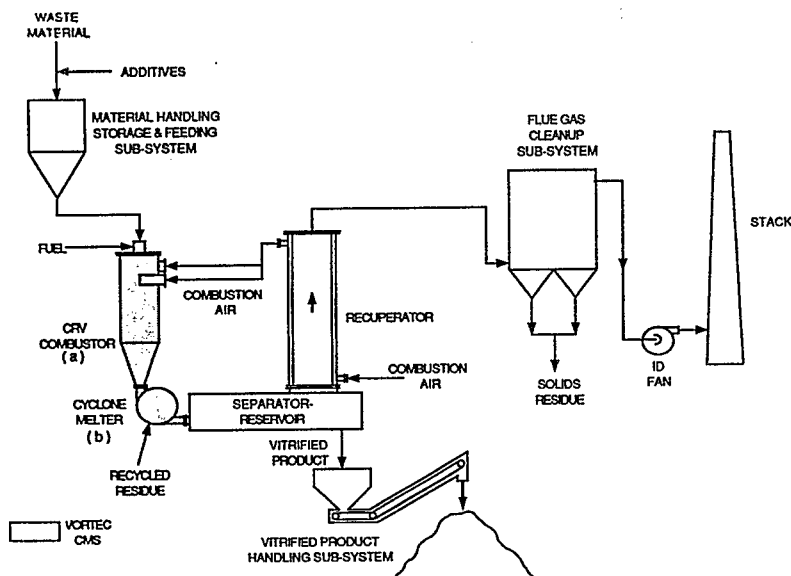 WASTE
MATERIAL
ADDITIVES
MATERIAL HANDLING
STORAGE & FEEDING
SUB-SYSTEM
FLUE GAS
CLEANUP
SUB-SYSTEM
STACK
FUEL
COMBUSTION
AIR
RECUPERATOR
CRV
COMBUSTOR
(a)
COMBUSTION
AIR
SOLIDS
RESIDUE
ID
FAN
CYCLONE
MELTER
(b)
SEPARATOR-
RESERVOIR
VITRIFIED
PRODUCT
RECYCLED
RESIDUE
VORTEC
CMS
VITRIFIED PRODUCT
HANDLING SUB-SYSTEM